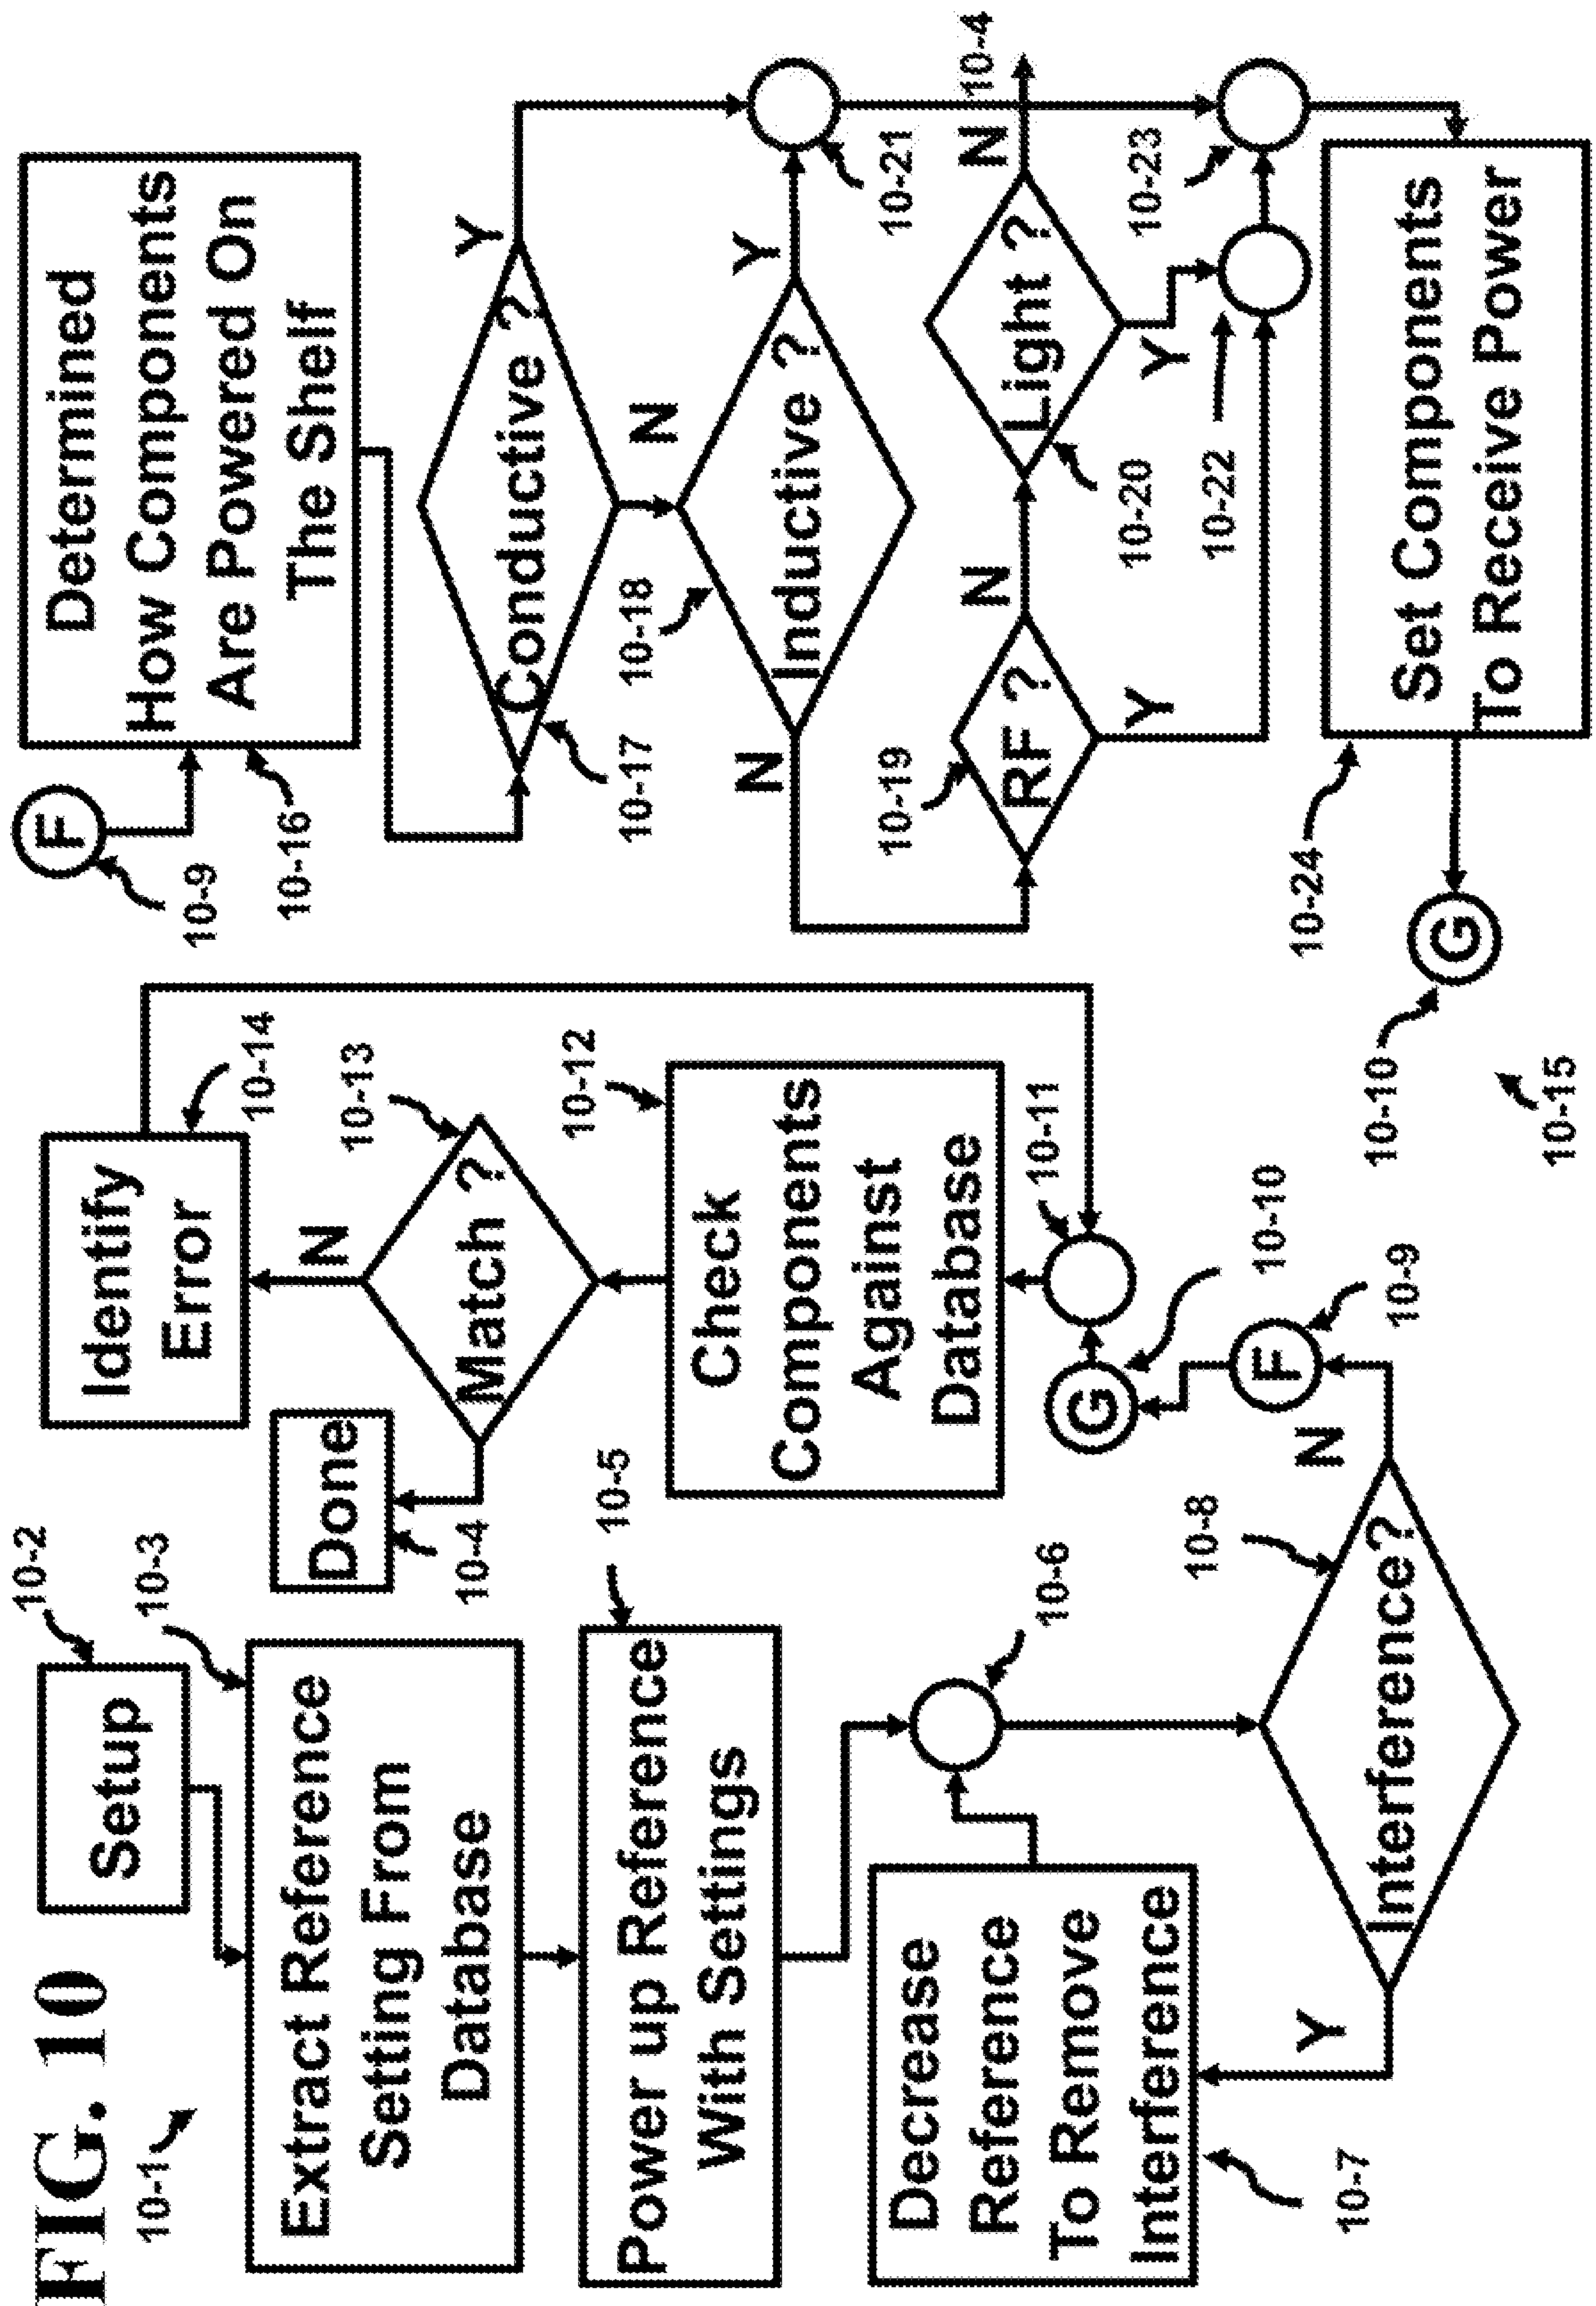 FIG. 10
10-1
Setup
10-2
Extract Reference
Setting From
Database
10-3
Power up Reference
With Settings
10-5
10-6
Decrease
Reference
To Remove
Interference
10-7
Interference?
10-8
Y
N
F
10-9
G
10-10
10-11
Check
Components
Against
Database
10-12
Match ?
10-13
N
Done
10-4
Identify
Error
10-14
F
10-9
Determined
How Components
Are Powered On
The Shelf
10-16
Conductive ?
10-17
Y
N
Inductive ?
10-18
Y
N
10-21
RF ?
10-19
N
Y
Light ?
10-20
N
10-4
Y
10-22
10-23
Set Components
To Receive Power
10-24
G
10-10
10-15